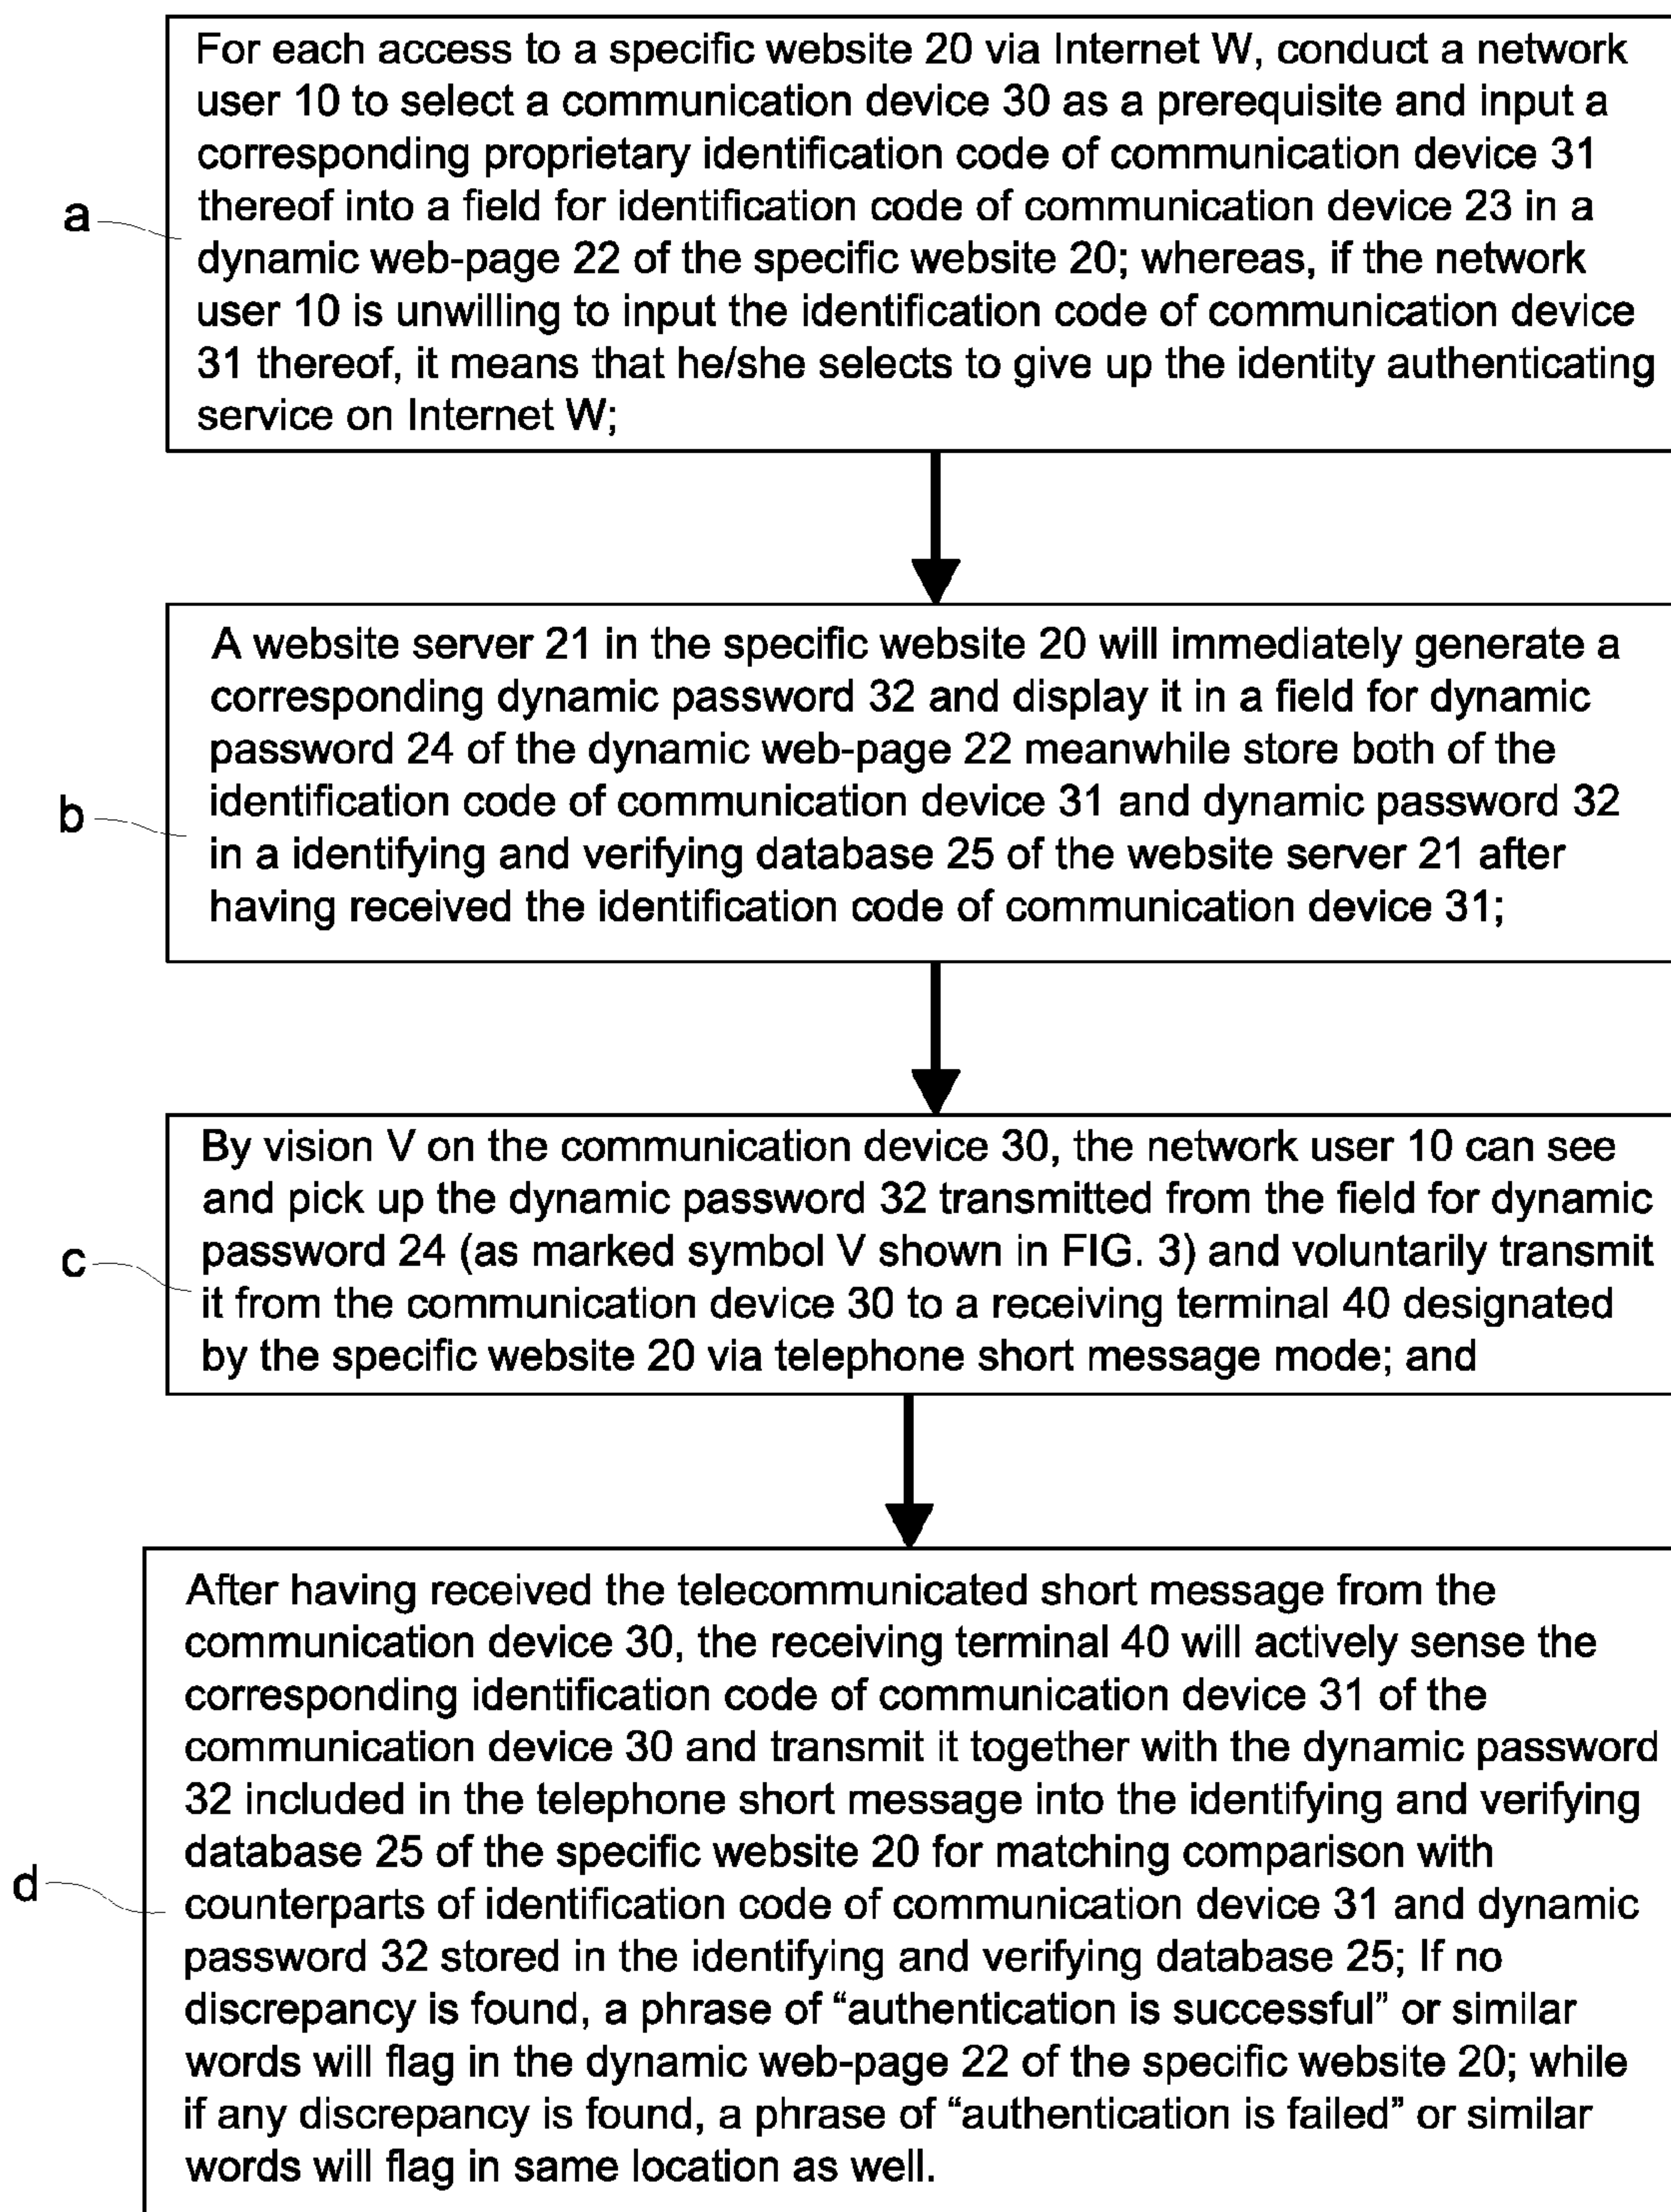 For each access to a specific website 20 via Internet W, conduct a network
user 10 to select a communication device 30 as a prerequisite and input a
corresponding proprietary identification code of communication device 31
thereof into a field for identification code of communication device 23 in a
dynamic web-page 22 of the specific website 20; whereas, if the network
user 10 is unwilling to input the identification code of communication device
31 thereof, it means that he/she selects to give up the identity authenticating
service on Internet W;
a
A website server 21 in the specific website 20 will immediately generate a
corresponding dynamic password 32 and display it in a field for dynamic
password 24 of the dynamic web-page 22 meanwhile store both of the
identification code of communication device 31 and dynamic password 32
in a identifying and verifying database 25 of the website server 21 after
having received the identification code of communication device 31;
b
By vision V on the communication device 30, the network user 10 can see
and pick up the dynamic password 32 transmitted from the field for dynamic
password 24 (as marked symbol V shown in FIG. 3) and voluntarily transmit
it from the communication device 30 to a receiving terminal 40 designated
by the specific website 20 via telephone short message mode; and
c
After having received the telecommunicated short message from the
communication device 30, the receiving terminal 40 will actively sense the
corresponding identification code of communication device 31 of the
communication device 30 and transmit it together with the dynamic password
32 included in the telephone short message into the identifying and verifying
database 25 of the specific website 20 for matching comparison with
counterparts of identification code of communication device 31 and dynamic
password 32 stored in the identifying and verifying database 25; If no
discrepancy is found, a phrase of “authentication is successful” or similar
words will flag in the dynamic web-page 22 of the specific website 20; while
if any discrepancy is found, a phrase of “authentication is failed” or similar
words will flag in same location as well.
d